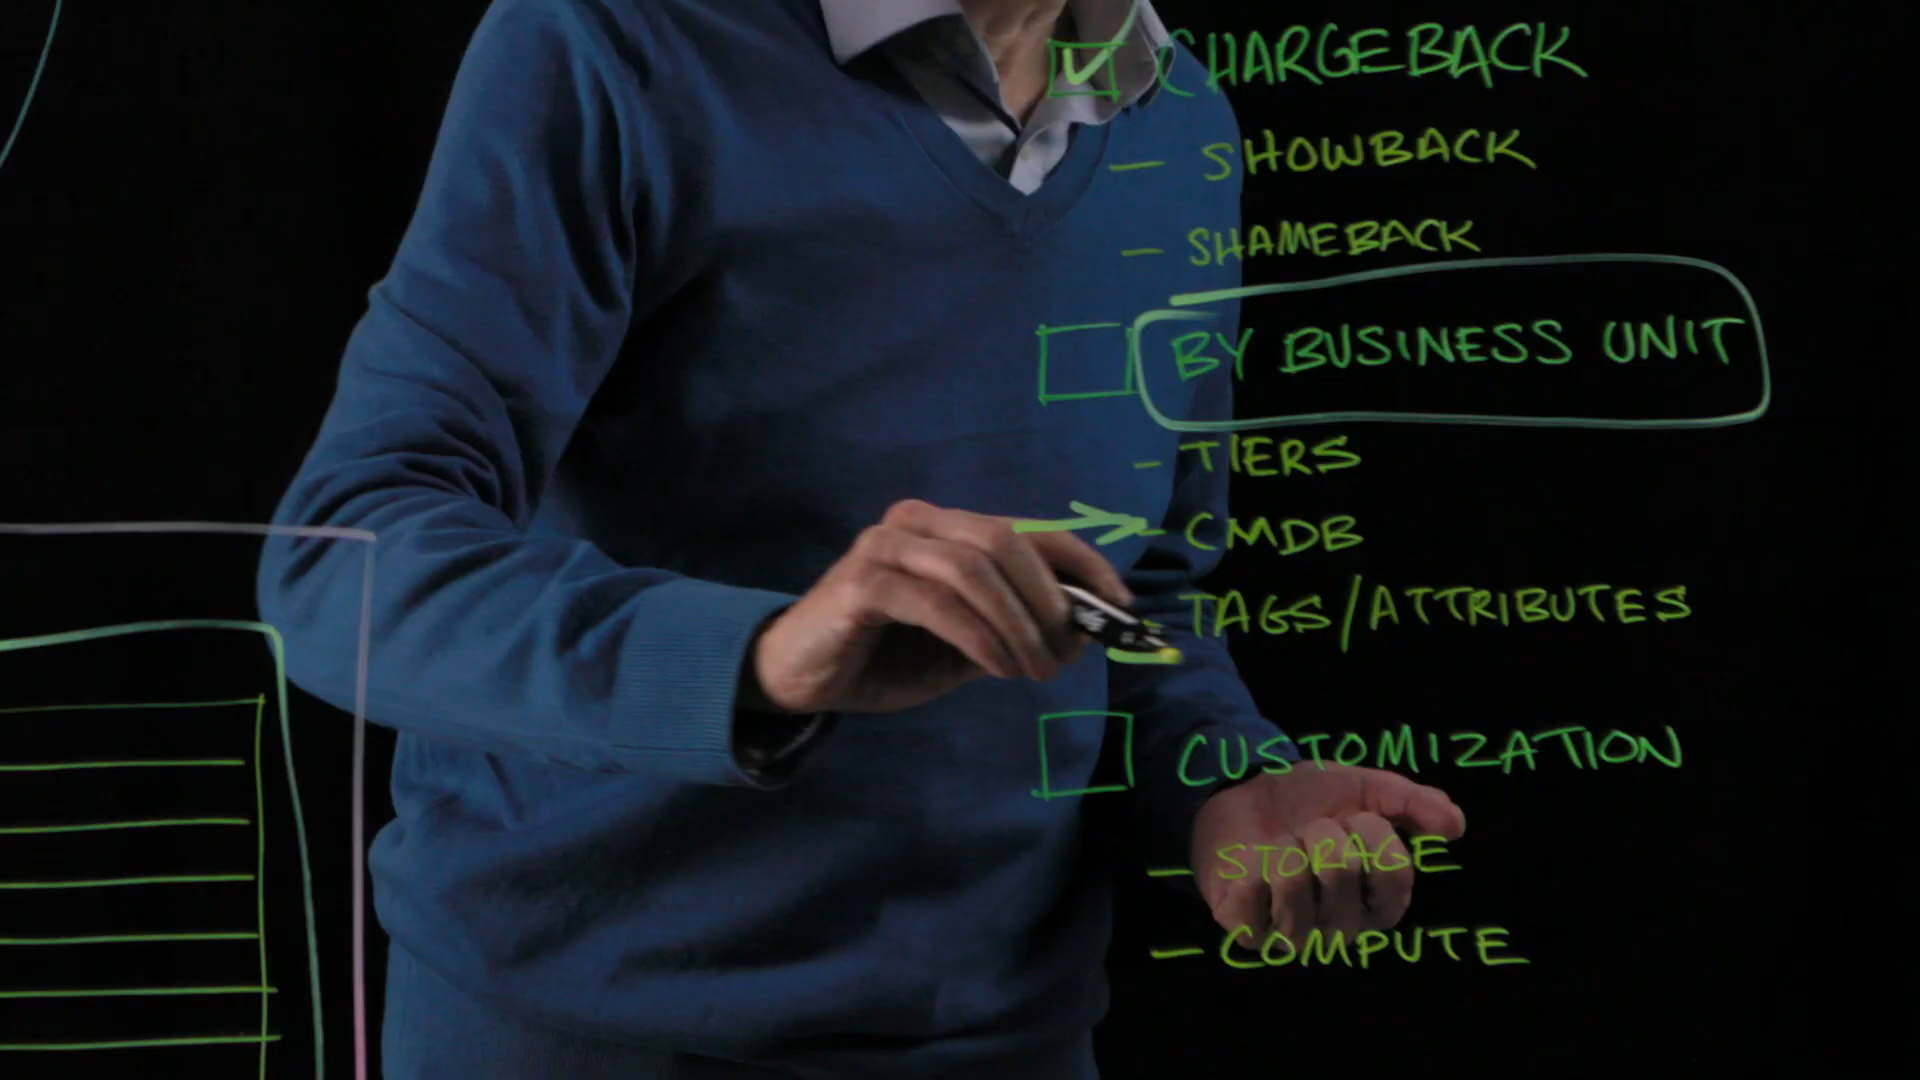 CHARGEBACK
- SHOWBACK
- SHAMEBACK
BY BUSINESS UNIT
- TIERS
- CMDB
- TAGS/ATTRIBUTES
CUSTOMIZATION
- STORAGE
- COMPUTE